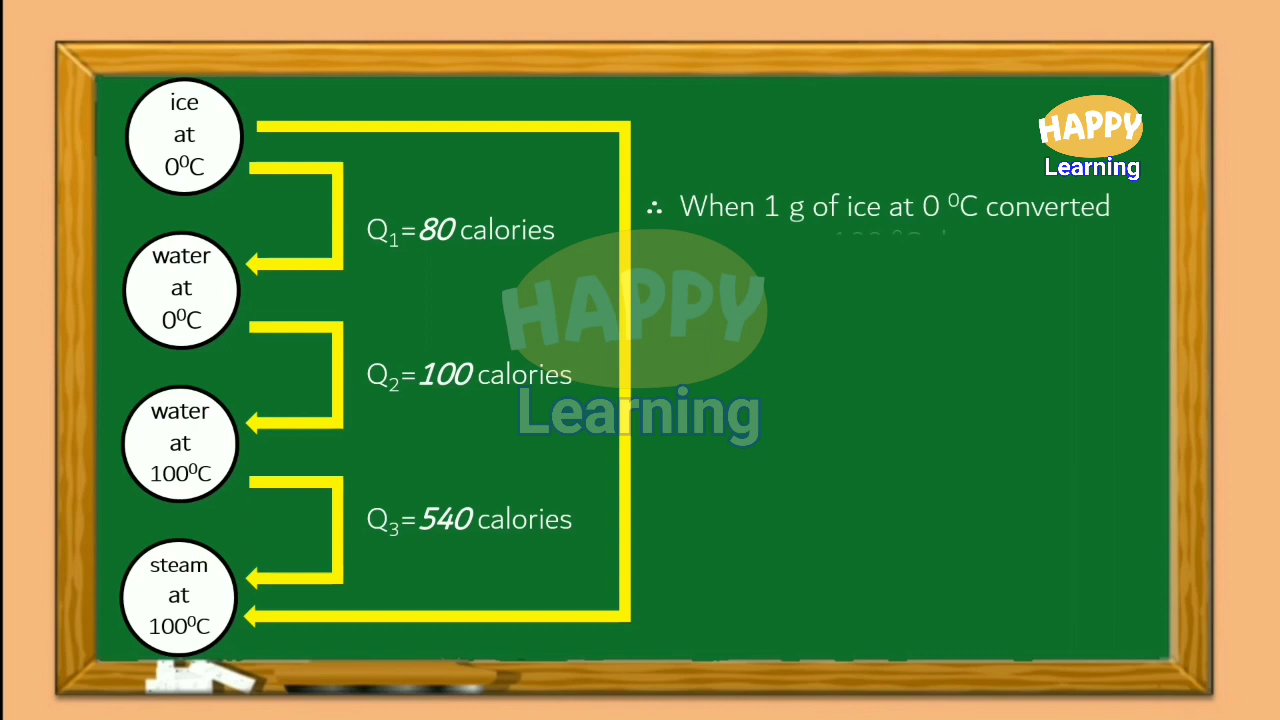 ice
at
0⁰C
water
at
0⁰C
water
at
100⁰C
steam
at
100⁰C
Q₁=80 calories
Q₂=100 calories
Q₃=540 calories
∴ When 1 g of ice at 0 ⁰C converted
HAPPY
Learning
HAPPY
Learning